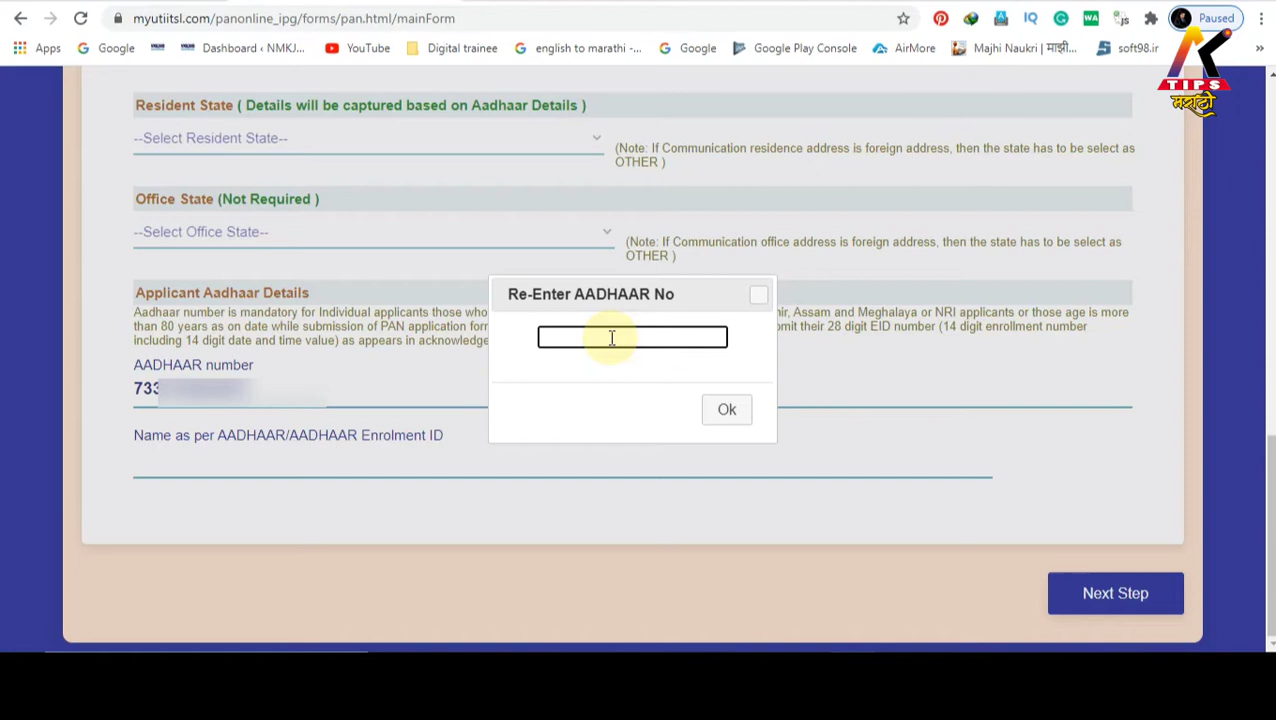 myutiitsl.com/panonline_ipg/forms/pan.html/mainForm
Paused
Apps Google Dashboard ‹ NMKJ... YouTube Digital trainee english to marathi -... Google Google Play Console AirMore Majhi Naukri | माझी... soft98.ir »
TIPS
मराठी
Resident State ( Details will be captured based on Aadhaar Details )
--Select Resident State--
(Note: If Communication residence address is foreign address, then the state has to be select as
OTHER )
Office State (Not Required )
--Select Office State--
(Note: If Communication office address is foreign address, then the state has to be select as
OTHER )
Applicant Aadhaar Details
Aadhaar number is mandatory for Individual applicants those who
, Assam and Meghalaya or NRI applicants or those age is more
than 80 years as on date while submission of PAN application
their 28 digit EID number (14 digit enrollment number
including 14 digit date and time value) as appears in
AADHAAR number
733
Name as per AADHAAR/AADHAAR Enrolment ID
Re-Enter AADHAAR No
Ok
Next Step